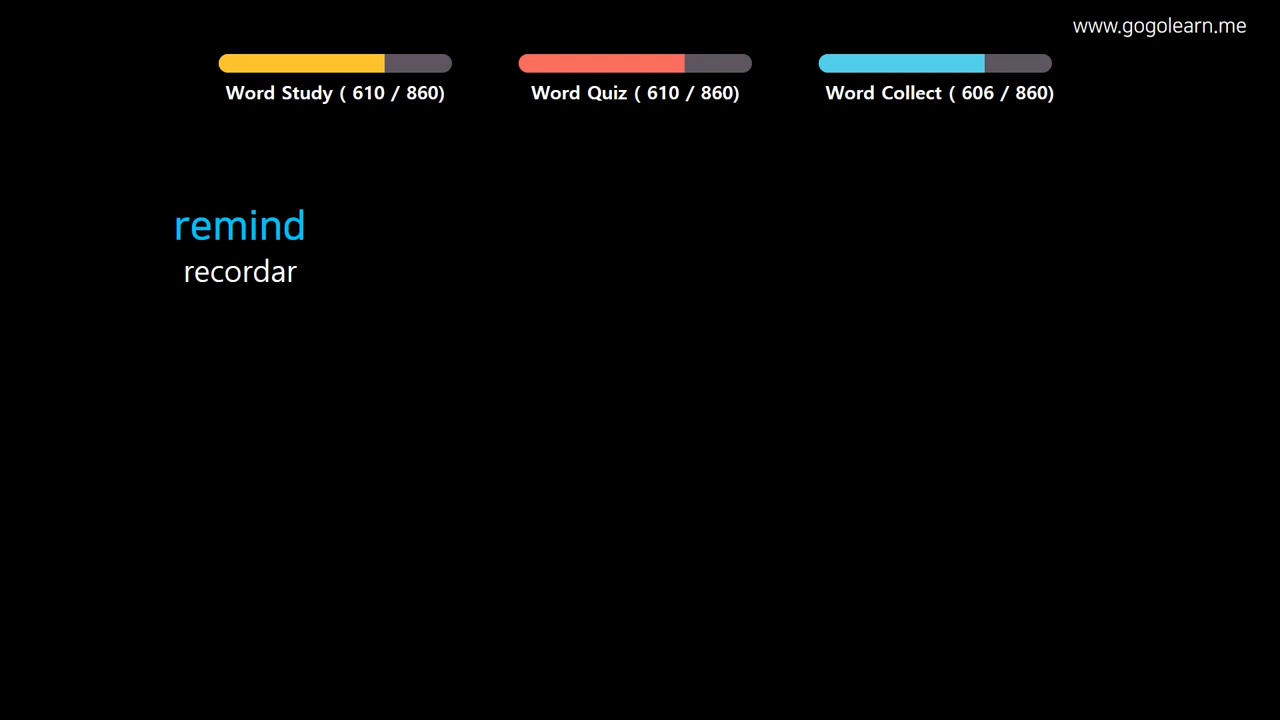 www.gogolearn.me
Word Study ( 610 / 860)
Word Quiz ( 610 / 860)
Word Collect ( 606 / 860)
remind
recordar